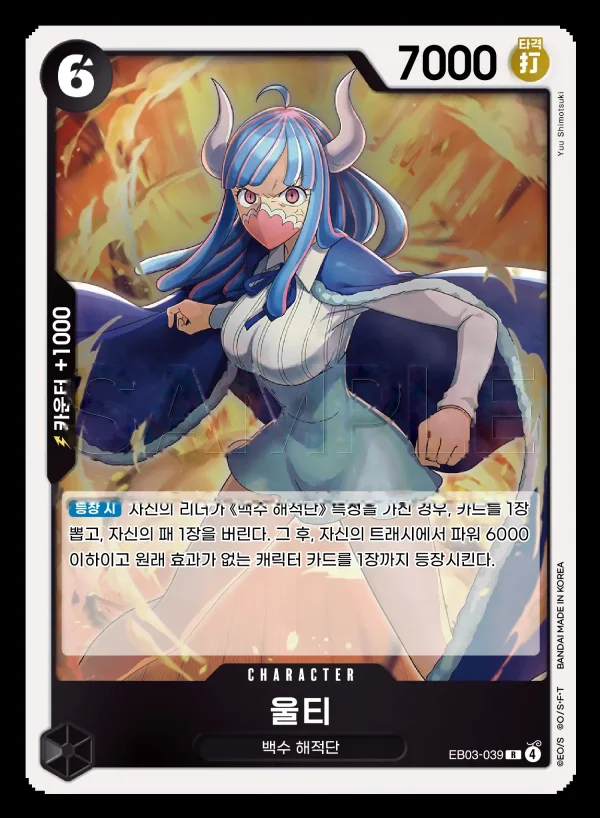 6
7000
타격
打
Yuu Shimotsuki
카운터 +1000
SAMPLE
등장 시 자신의 리더가 《백수 해적단》 특징을 가진 경우, 카드를 1장
뽑고, 자신의 패 1장을 버린다. 그 후, 자신의 트래시에서 파워 6000
이하이고 원래 효과가 없는 캐릭터 카드를 1장까지 등장시킨다.
CHARACTER
울티
백수 해적단
EB03-039 R 4
©EO/S ©O/S·F·T BANDAI MADE IN KOREA